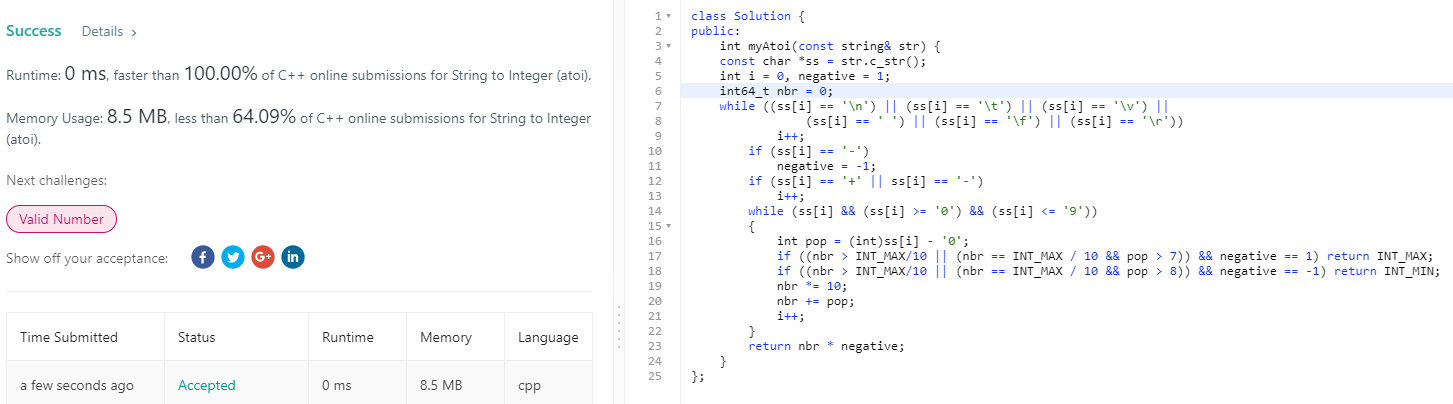 Success Details >
Runtime: 0 ms, faster than 100.00% of C++ online submissions for String to Integer (atoi).
Memory Usage: 8.5 MB, less than 64.09% of C++ online submissions for String to Integer
(atoi).
Next challenges:
Valid Number
Show off your acceptance: f G+ in
Time Submitted Status Runtime Memory Language
a few seconds ago Accepted 0 ms 8.5 MB cpp
1 class Solution {
2 public:
3     int myAtoi(const string& str) {
4     const char *ss = str.c_str();
5     int i = 0, negative = 1;
6     int64_t nbr = 0;
7     while ((ss[i] == '\n') || (ss[i] == '\t') || (ss[i] == '\v') ||
8                 (ss[i] == ' ') || (ss[i] == '\f') || (ss[i] == '\r'))
9             i++;
10         if (ss[i] == '-')
11             negative = -1;
12         if (ss[i] == '+' || ss[i] == '-')
13             i++;
14         while (ss[i] && (ss[i] >= '0') && (ss[i] <= '9'))
15         {
16             int pop = (int)ss[i] - '0';
17             if ((nbr > INT_MAX/10 || (nbr == INT_MAX / 10 && pop > 7)) && negative == 1) return INT_MAX;
18             if ((nbr > INT_MAX/10 || (nbr == INT_MAX / 10 && pop > 8)) && negative == -1) return INT_MIN;
19             nbr *= 10;
20             nbr += pop;
21             i++;
22         }
23         return nbr * negative;
24     }
25 };